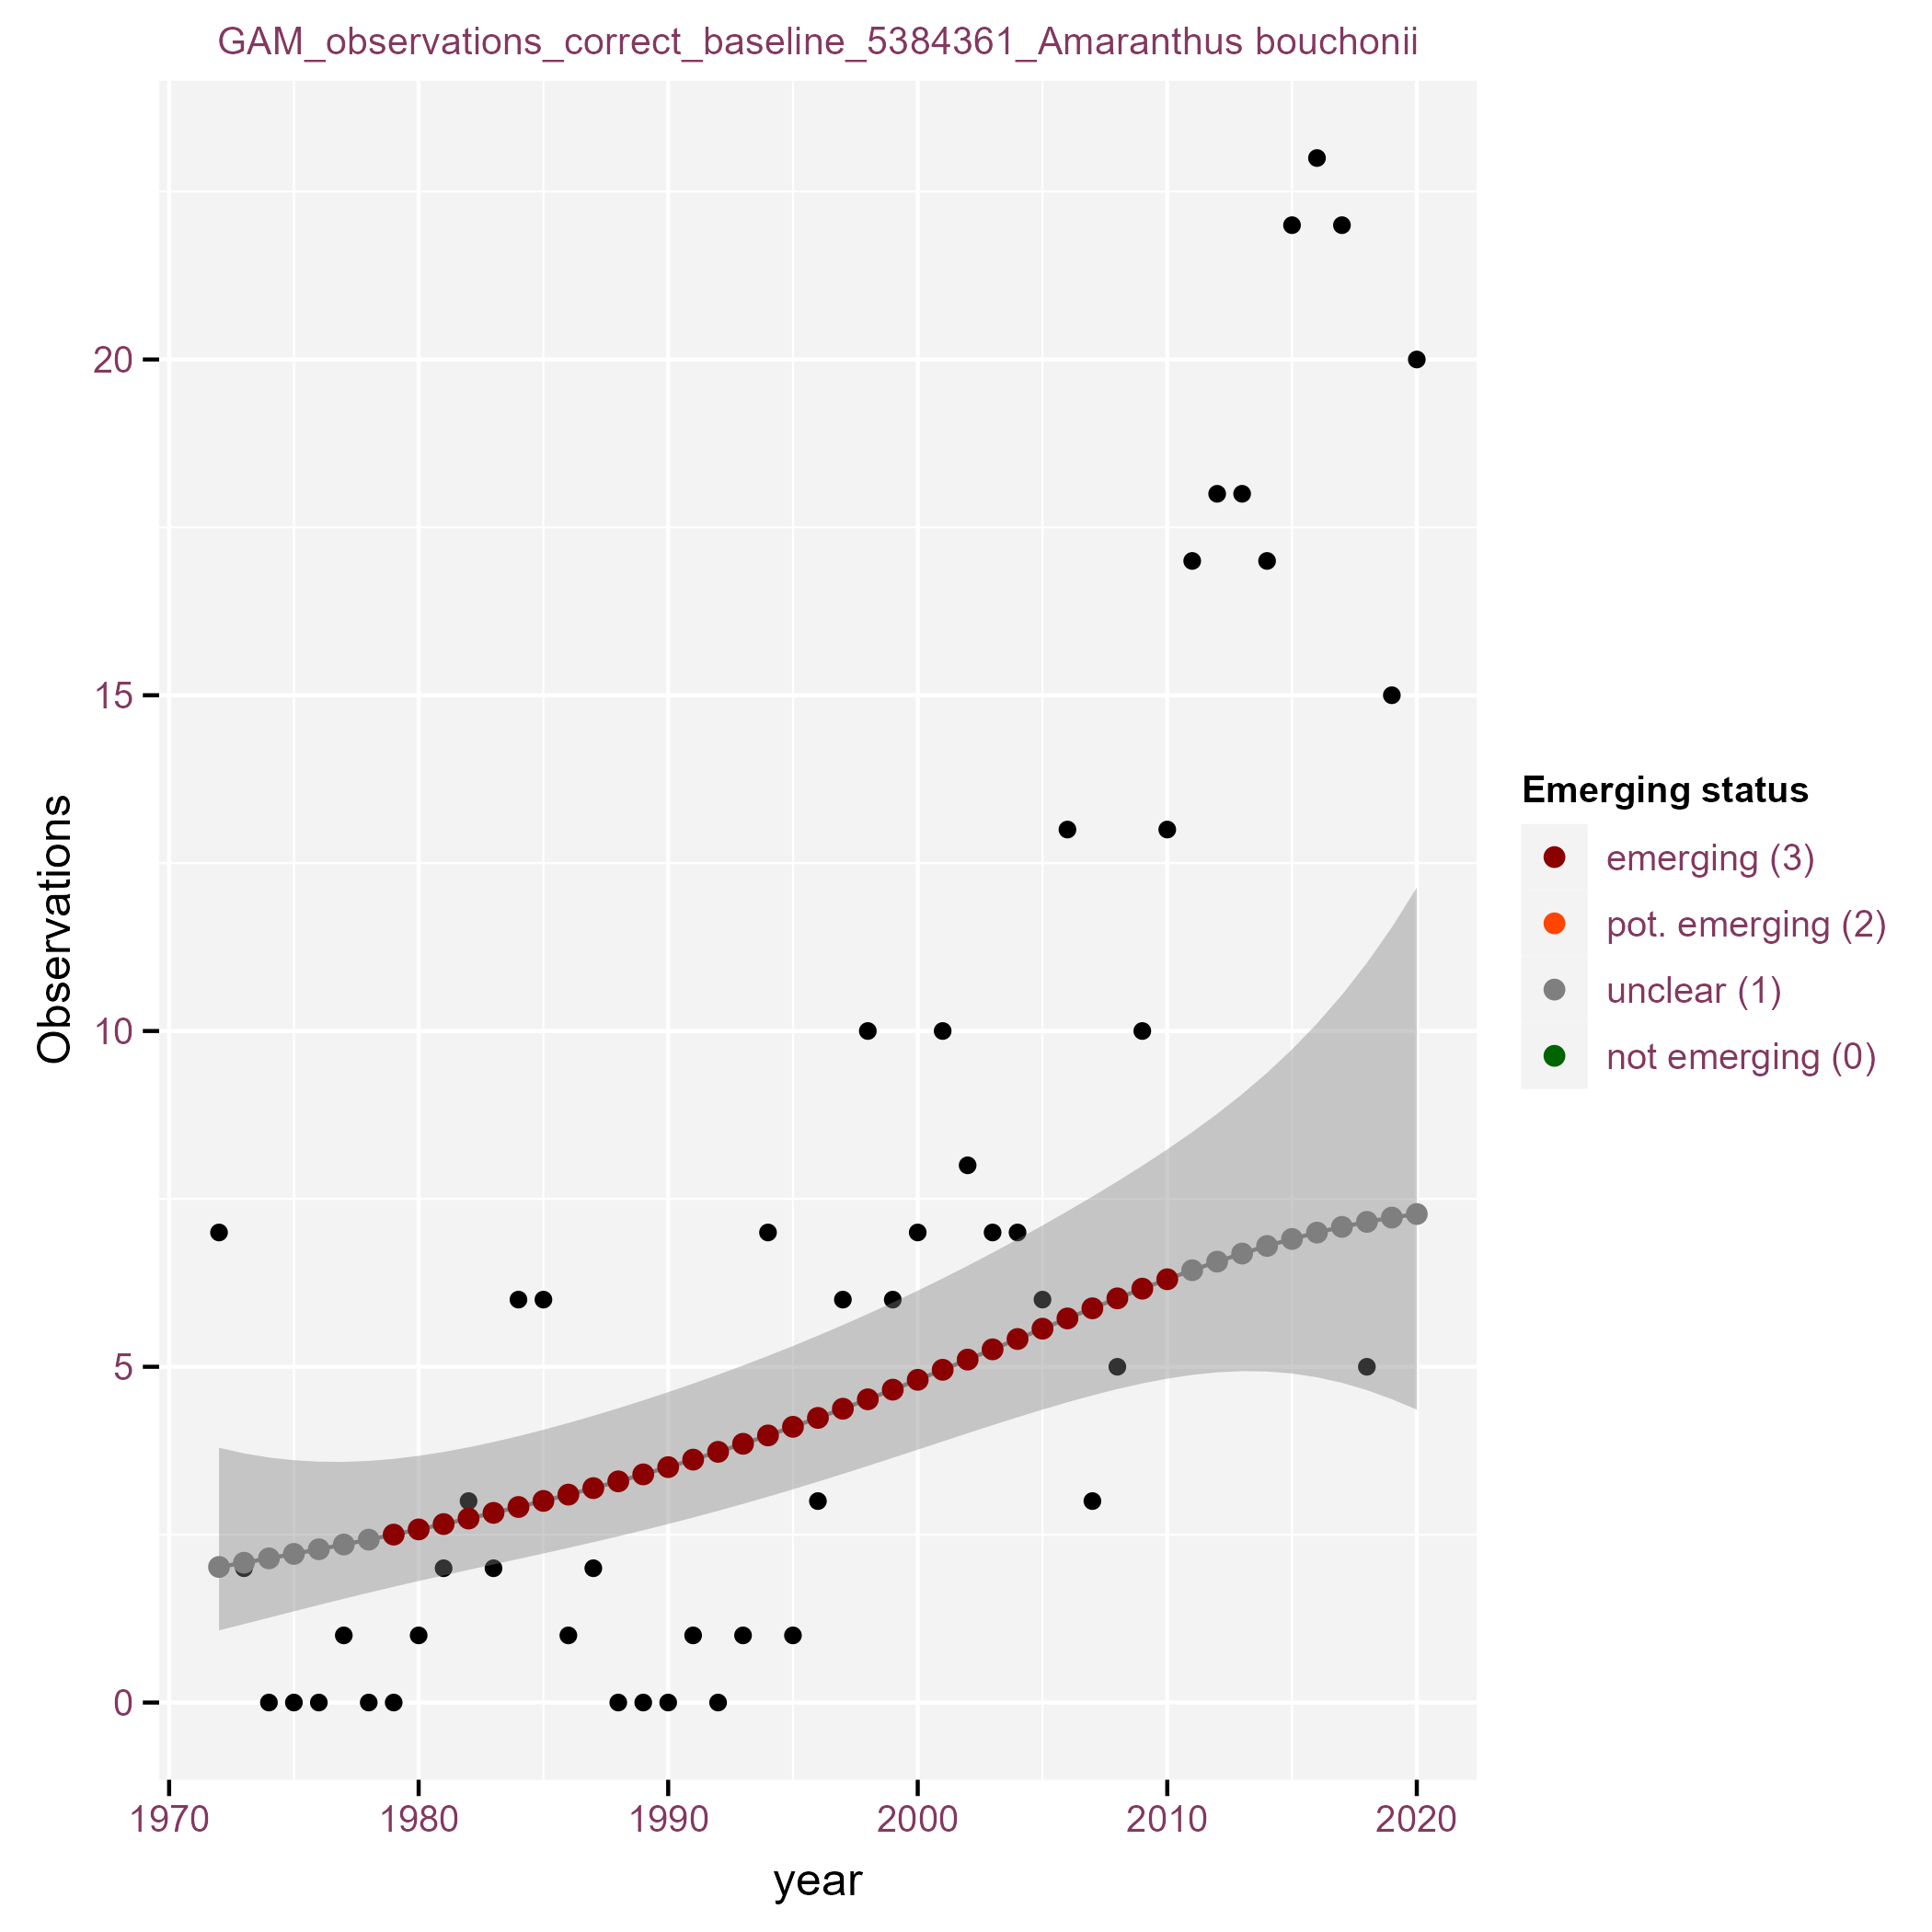 GAM_observations_correct_baseline_5384361_Amaranthus bouchonii
20
15
10
5
0
Observations
1970 1980 1990 2000 2010 2020
year
Emerging status
emerging (3)
pot. emerging (2)
unclear (1)
not emerging (0)